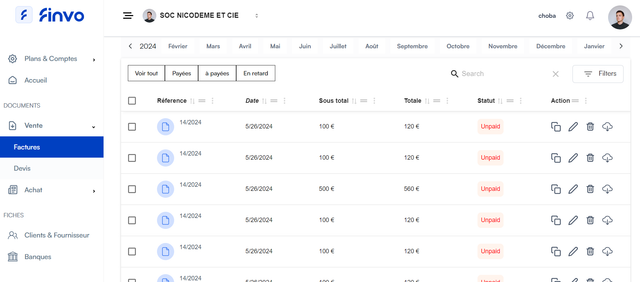 finvo
SOC NICODEME ET CIE
choba
Plans & Comptes
Accueil
DOCUMENTS
Vente
Factures
Devis
Achat
FICHES
Clients & Fournisseur
Banques
2024 Février Mars Avril Mai Juin Juillet Août Septembre Octobre Novembre Décembre Janvier
Voir tout Payées à payées En retard Search Filters
Réference Date Sous total Totale Statut Action
14/2024 5/26/2024 100 € 120 € Unpaid
14/2024 5/26/2024 100 € 120 € Unpaid
14/2024 5/26/2024 500 € 560 € Unpaid
14/2024 5/26/2024 100 € 120 € Unpaid
14/2024 5/26/2024 100 € 120 € Unpaid
14/2024 5/26/2024 100 € 120 € Unpaid